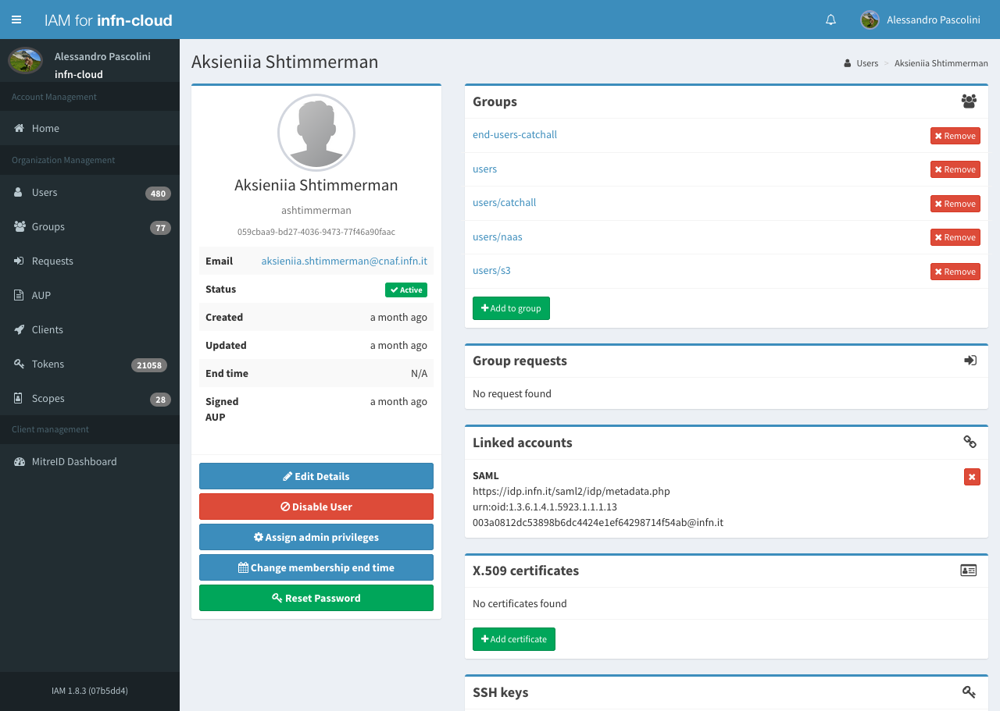 IAM for infn-cloud
Alessandro Pascolini
Alessandro Pascolini
infn-cloud
Account Management
Home
Organization Management
Users 480
Groups 77
Requests
AUP
Clients
Tokens 21058
Scopes 28
Client management
MitreID Dashboard
IAM 1.8.3 (07b5dd4)
Aksieniia Shtimmerman
Users > Aksieniia Shtimmerman
Aksieniia Shtimmerman
ashtimmerman
059cbaa9-bd27-4036-9473-77f46a90faac
Email aksieniia.shtimmerman@cnaf.infn.it
Status Active
Created a month ago
Updated a month ago
End time N/A
Signed a month ago
AUP
Edit Details
Disable User
Assign admin privileges
Change membership end time
Reset Password
Groups
end-users-catchall Remove
users Remove
users/catchall Remove
users/naas Remove
users/s3 Remove
Add to group
Group requests
No request found
Linked accounts
SAML
https://idp.infn.it/saml2/idp/metadata.php
urn:oid:1.3.6.1.4.1.5923.1.1.1.13
003a0812dc53898b6dc4424e1ef64298714f54ab@infn.it
X.509 certificates
No certificates found
Add certificate
SSH keys